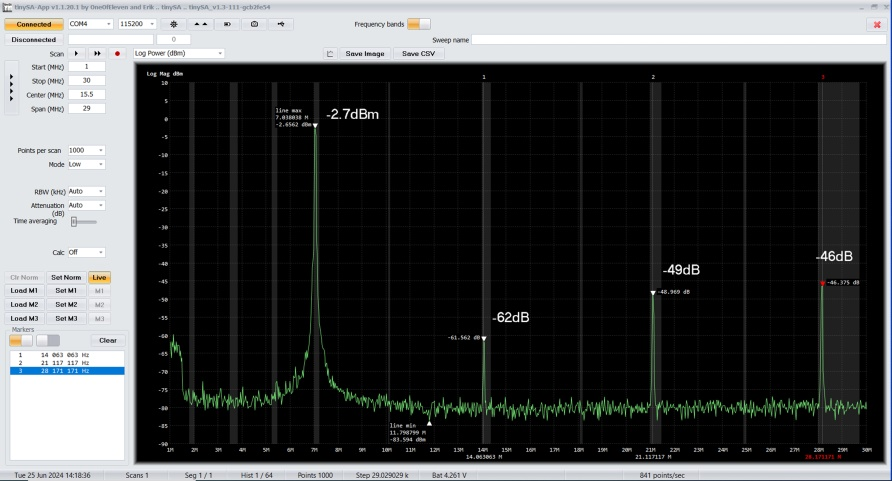 tinySA-App v1.1.20.1 by OneOfEleven and Erik .. tinySA .. tinySA_v1.3-111-gcb2fe54
Connected COM4 115200 Frequency bands
Disconnected 0 Sweep name
Scan Log Power (dBm) Save Image Save CSV
Start (MHz) 1
Stop (MHz) 30
Center (MHz) 15.5
Span (MHz) 29
Points per scan 1000
Mode Low
RBW (kHz) Auto
Attenuation (dB) Auto
Time averaging
Calc Off
Clr Norm Set Norm Live
Load M1 Set M1 M1
Load M2 Set M2 M2
Load M3 Set M3 M3
Markers
Clear
1 14 063 063 Hz
2 21 117 117 Hz
3 28 171 171 Hz
Log Mag dBm
1 2 3
10
5
0
-5
-10
-15
-20
-25
-30
-35
-40
-45
-50
-55
-60
-65
-70
-75
-80
-85
-90
line max
7.038038 M
-2.6562 dBm
-2.7dBm
-62dB
-61.562 dB
-49dB
-48.969 dB
-46dB
-46.375 dB
line min
11.798799 M
-83.594 dBm
1M 2M 3M 4M 5M 6M 7M 8M 9M 10M 11M 12M 13M 14M 15M 16M 17M 18M 19M 20M 21M 22M 23M 24M 25M 26M 27M 28M 29M 30M
14.063063 M 21.117117 M 28.171171 M
Tue 25 Jun 2024 14:18:36 Scans 1 Seg 1 / 1 Hist 1 / 64 Points 1000 Step 29.029029 k Bat 4.261 V 841 points/sec